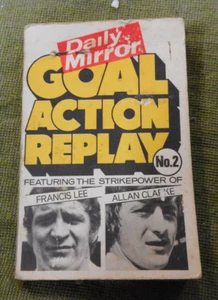 Daily
Mirror
GOAL
ACTION
REPLAY
No.2
FEATURING THE STRIKEPOWER OF
FRANCIS LEE
ALLAN CLARKE